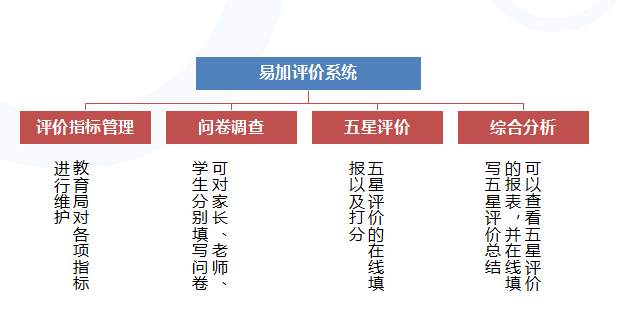 易加评价系统
评价指标管理
问卷调查
五星评价
综合分析
教育局对各项指标
进行维护
可对家长、老师、
学生分别填写问卷
五星评价的在线填
报以及打分
可以查看五星评价
的报表，并在线填
写五星评价总结